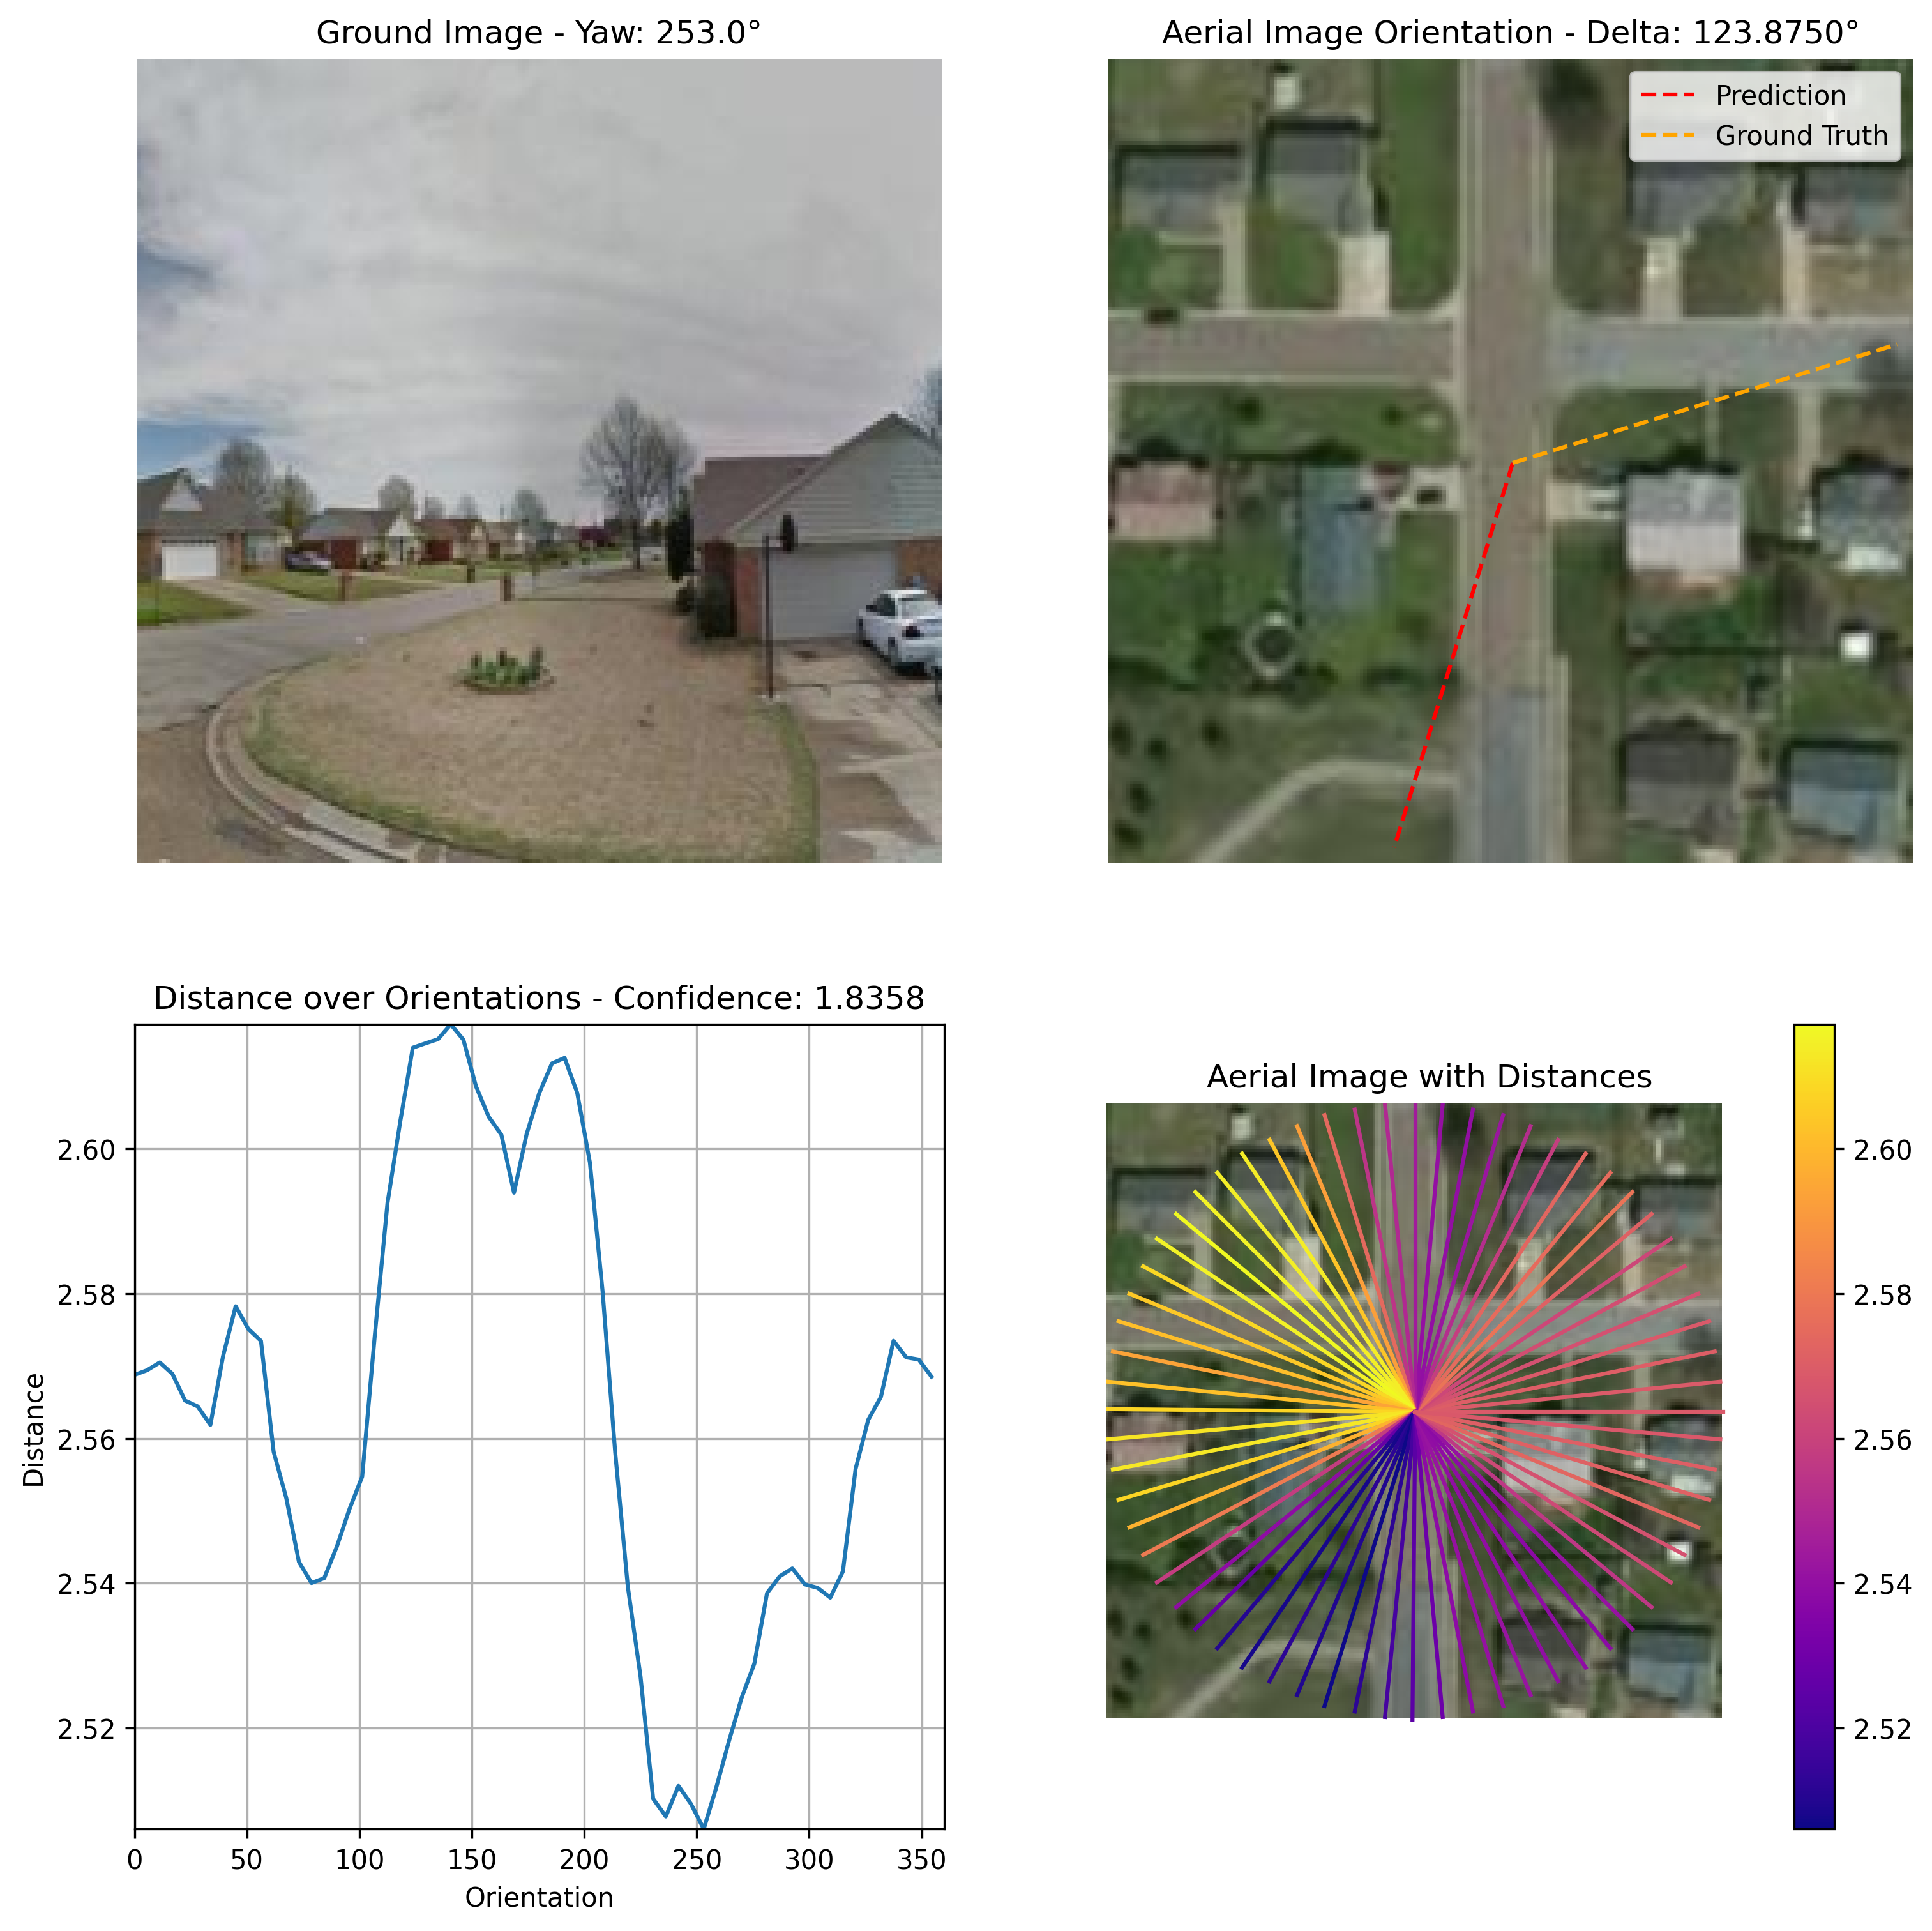 Ground Image - Yaw: 253.0°
Aerial Image Orientation - Delta: 123.8750°
Prediction
Ground Truth
Distance over Orientations - Confidence: 1.8358
2.60
2.58
2.56
2.54
2.52
Distance
0 50 100 150 200 250 300 350
Orientation
Aerial Image with Distances
2.60
2.58
2.56
2.54
2.52